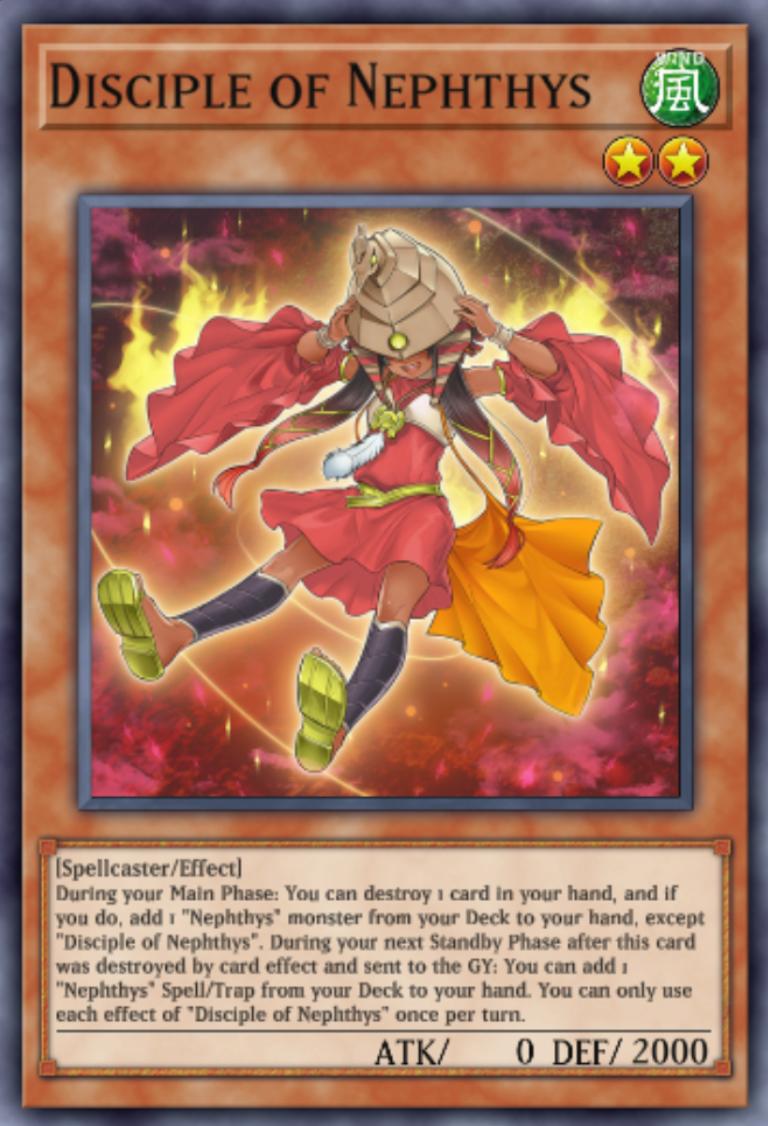 DISCIPLE OF NEPHTHYS
WIND
風
[Spellcaster/Effect]
During your Main Phase: You can destroy 1 card in your hand, and if
you do, add 1 "Nephthys" monster from your Deck to your hand, except
"Disciple of Nephthys". During your next Standby Phase after this card
was destroyed by card effect and sent to the GY: You can add 1
"Nephthys" Spell/Trap from your Deck to your hand. You can only use
each effect of "Disciple of Nephthys" once per turn.
ATK/ 0 DEF/ 2000